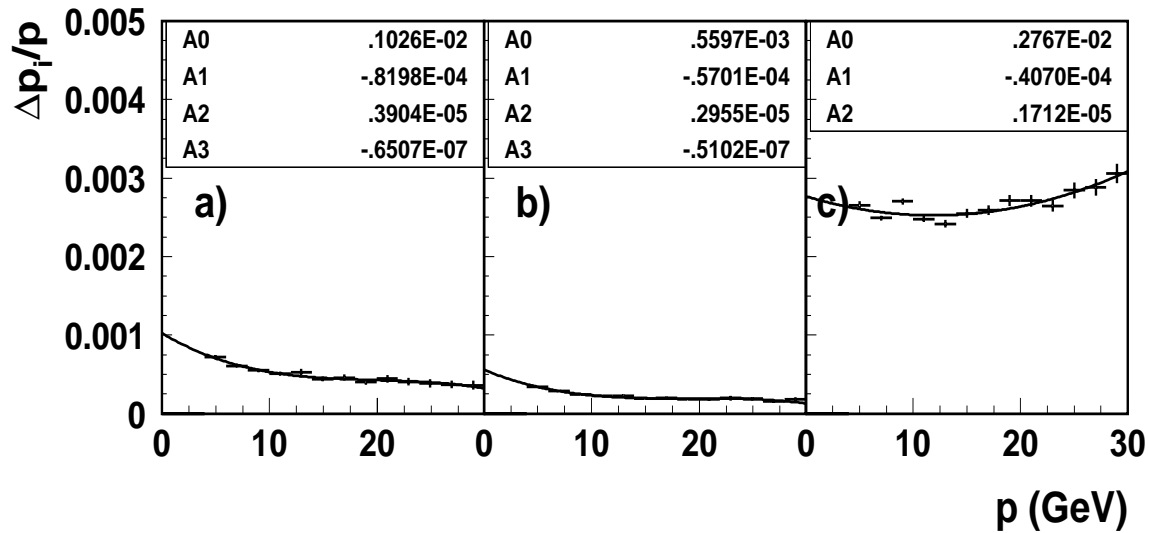 Δpi/p
0.005
0.004
0.003
0.002
0.001
0
A0 .1026E-02
A1 -.8198E-04
A2 .3904E-05
A3 -.6507E-07
a)
A0 .5597E-03
A1 -.5701E-04
A2 .2955E-05
A3 -.5102E-07
b)
A0 .2767E-02
A1 -.4070E-04
A2 .1712E-05
c)
0 10 20 0 10 20 0 10 20 30
p (GeV)